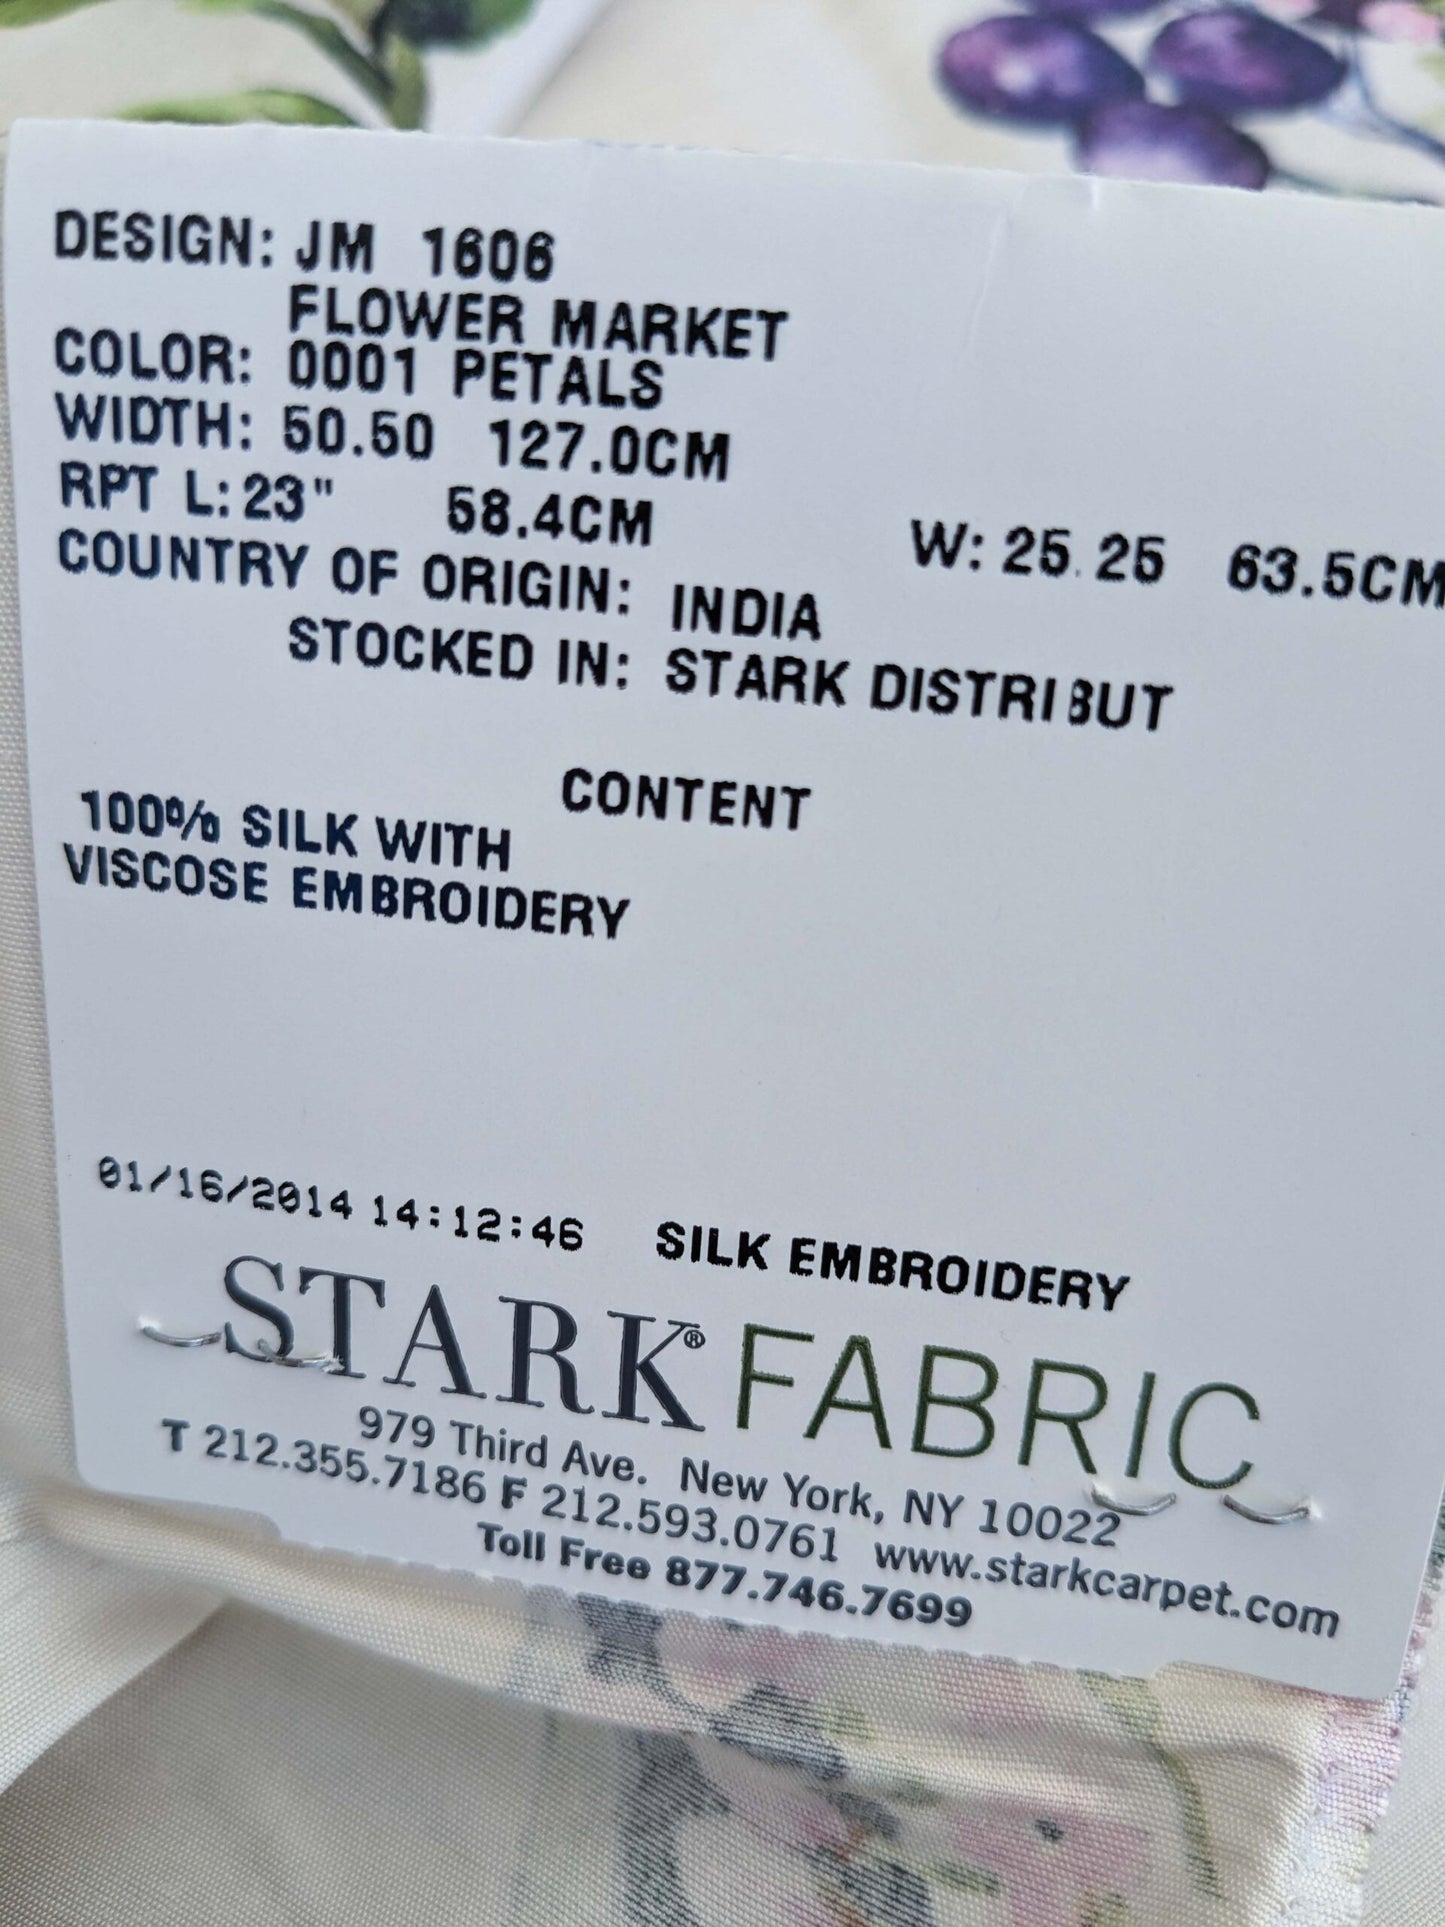 DESIGN: JM 1606
FLOWER MARKET
COLOR: 0001 PETALS
WIDTH: 50.50 127.0CM
RPT L: 23" 58.4CM W: 25.25 63.5CM
COUNTRY OF ORIGIN: INDIA
STOCKED IN: STARK DISTRIBUT
CONTENT
100% SILK WITH
VISCOSE EMBROIDERY
01/16/2014 14:12:46 SILK EMBROIDERY
STARK® FABRIC
979 Third Ave. New York, NY 10022
T 212.355.7186 F 212.593.0761 www.starkcarpet.com
Toll Free 877.746.7699